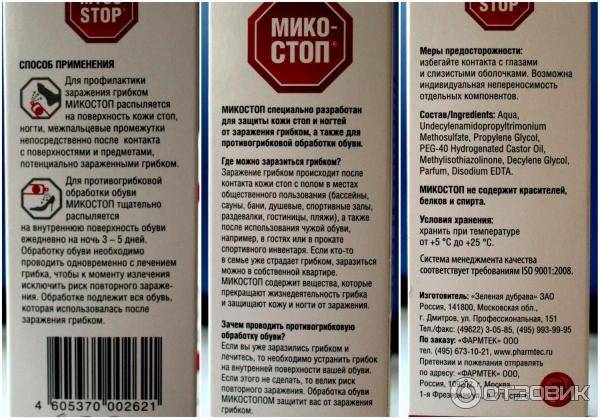 STOP
СПОСОБ ПРИМЕНЕНИЯ
Для профилактики
заражения грибком
МИКОСТОП распыляется
на поверхность кожи стоп,
ногти, межпальцевые промежутки
непосредственно после контакта
с поверхностями и предметами,
потенциально зараженными грибком.
Для противогрибковой
обработки обуви
МИКОСТОП тщательно
распыляется
на внутреннюю поверхность обуви
ежедневно на ночь 3 – 5 дней.
Обработку обуви необходимо
проводить одновременно с лечением
грибка, чтобы к моменту излечения
исключить риск повторного зараже-
ния. Обработке подлежит вся обувь,
которая использовалась после
заражения грибком.
4 605370 002621
МИКО-
СТОП®
МИКОСТОП специально разработан
для защиты кожи стоп и ногтей
от заражения грибком, а также для
противогрибковой обработки обуви.
Где можно заразиться грибком?
Заражение грибком происходит после
контакта кожи стоп с полом в местах
общественного пользования (бассейны,
сауны, бани, душевые, спортивные залы,
раздевалки, гостиницы, пляжи), а также
после использования чужой обуви,
например, в гостях или в прокате
спортивного инвентаря. Если кто-то
в семье уже страдает грибком, заразиться
можно в собственной квартире.
МИКОСТОП содержит вещества, которые
прекращают жизнедеятельность грибка
и защищают кожу и ногти от заражения.
Зачем проводить противогрибковую
обработку обуви?
Если вы уже заразились грибком и
лечитесь, то необходимо устранить грибок
на внутренней поверхности обуви. Если
этого не сделать, то велик риск
повторного заражения. Обработка обуви
МИКОСТОПОМ избавит вас от заражения
грибком.
STOP
Меры предосторожности:
избегайте контакта с глазами
и слизистыми оболочками. Возможна
индивидуальная непереносимость
отдельных компонентов.
Состав/Ingredients: Aqua,
Undecylenamidopropyltrimonium
Methosulfate, Propylene Glycol,
PEG-40 Hydrogenated Castor Oil,
Methylisothiazolinone, Decylene Glycol,
Parfum, Disodium EDTA.
МИКОСТОП не содержит красителей,
белков и спирта.
Условия хранения:
хранить при температуре
от +5 °С до +25 °С.
Система менеджмента качества
соответствует требованиям ISO 9001:2008.
Изготовитель: «Зеленая дубрава» ЗАО
Россия, 141800, Московская обл.,
г. Дмитров, ул. Профессиональная, 151
Тел./факс: (49622) 3-05-85, (495) 993-99-95
По заказу: «ФАРМТЕК» ООО
тел. (495) 673-10-21, www.pharmtec.ru
Претензии и пожелания отправлять
по адресу: «ФАРМТЕК» ООО
Россия, г. Москва,
1-я
ОТЗОВИК